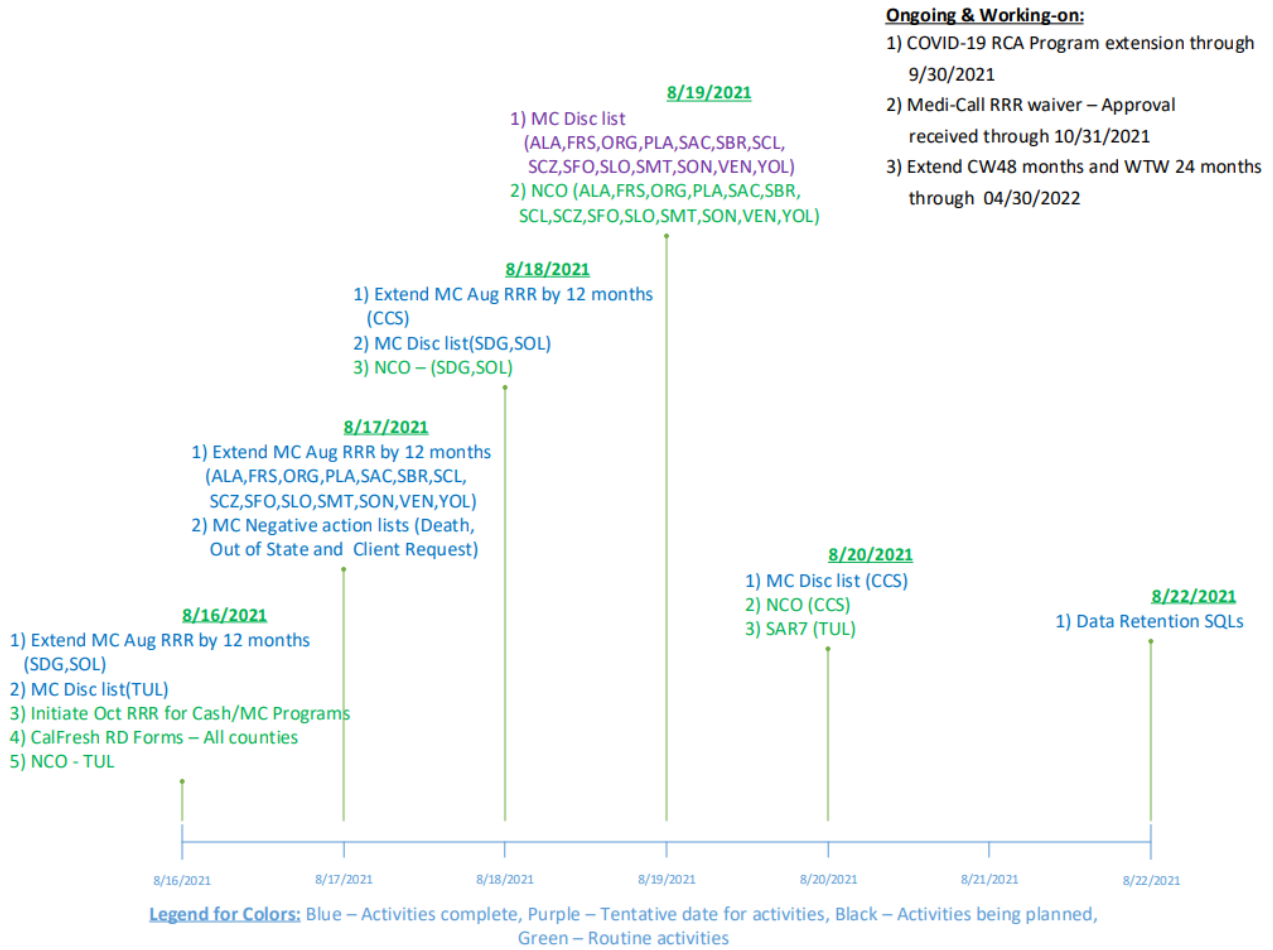 Ongoing & Working-on:
1) COVID-19 RCA Program extension through
9/30/2021
2) Medi-Call RRR waiver – Approval
received through 10/31/2021
3) Extend CW48 months and WTW 24 months
through 04/30/2022
8/19/2021
1) MC Disc list
(ALA,FRS,ORG,PLA,SAC,SBR,SCL,
SCZ,SFO,SLO,SMT,SON,VEN,YOL)
2) NCO (ALA,FRS,ORG,PLA,SAC,SBR,
SCL,SCZ,SFO,SLO,SMT,SON,VEN,YOL)
8/18/2021
1) Extend MC Aug RRR by 12 months
(CCS)
2) MC Disc list(SDG,SOL)
3) NCO – (SDG,SOL)
8/17/2021
1) Extend MC Aug RRR by 12 months
(ALA,FRS,ORG,PLA,SAC,SBR,SCL,
SCZ,SFO,SLO,SMT,SON,VEN,YOL)
2) MC Negative action lists (Death,
Out of State and Client Request)
8/16/2021
1) Extend MC Aug RRR by 12 months
(SDG,SOL)
2) MC Disc list(TUL)
3) Initiate Oct RRR for Cash/MC Programs
4) CalFresh RD Forms – All counties
5) NCO - TUL
8/20/2021
1) MC Disc list (CCS)
2) NCO (CCS)
3) SAR7 (TUL)
8/22/2021
1) Data Retention SQLs
8/16/2021
8/17/2021
8/18/2021
8/19/2021
8/20/2021
8/21/2021
8/22/2021
Legend for Colors: Blue – Activities complete, Purple – Tentative date for activities, Black – Activities being planned,
Green – Routine activities